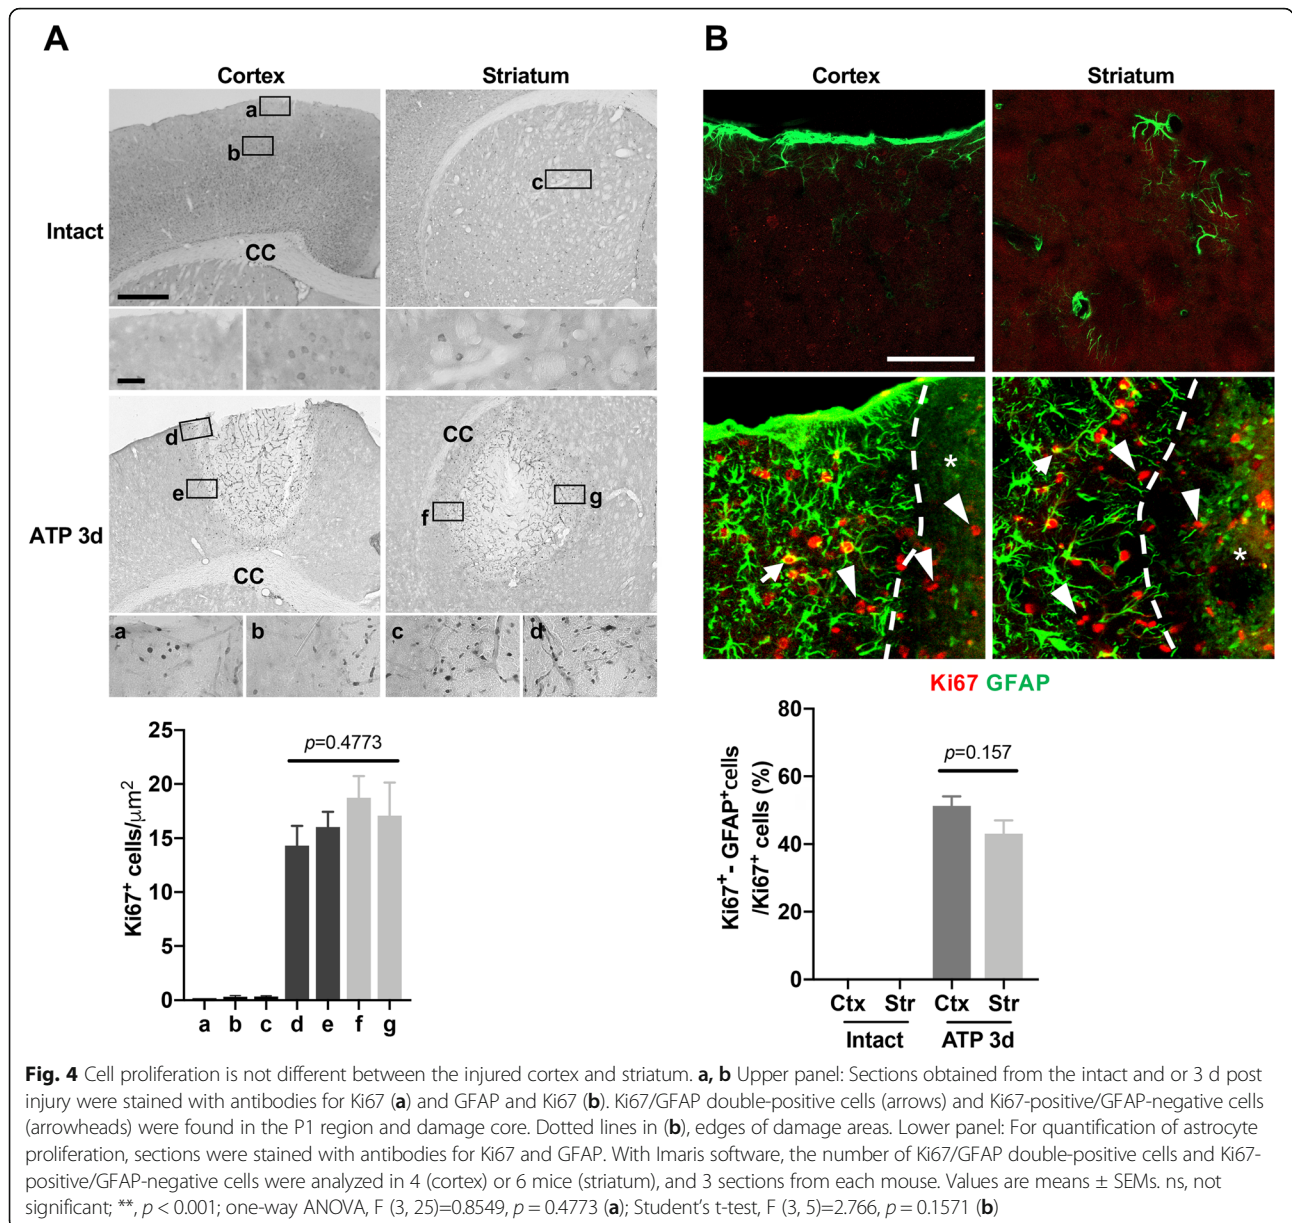 A
Cortex
Striatum
a
b
c
Intact
CC
d
e
CC
CC
f
g
ATP 3d
a
b
c
d
25
20
15
10
5
0
Ki67⁺ cells/μm²
p=0.4773
a b c d e f g
B
Cortex
Striatum
*
*
Ki67 GFAP
80
60
40
20
0
Ki67⁺- GFAP⁺cells
/Ki67⁺ cells (%)
p=0.157
Ctx Str Ctx Str
Intact ATP 3d
Fig. 4 Cell proliferation is not different between the injured cortex and striatum. a, b Upper panel: Sections obtained from the intact and or 3 d post
injury were stained with antibodies for Ki67 (a) and GFAP and Ki67 (b). Ki67/GFAP double-positive cells (arrows) and Ki67-positive/GFAP-negative cells
(arrowheads) were found in the P1 region and damage core. Dotted lines in (b), edges of damage areas. Lower panel: For quantification of astrocyte
proliferation, sections were stained with antibodies for Ki67 and GFAP. With Imaris software, the number of Ki67/GFAP double-positive cells and Ki67-
positive/GFAP-negative cells were analyzed in 4 (cortex) or 6 mice (striatum), and 3 sections from each mouse. Values are means ± SEMs. ns, not
significant; **, p < 0.001; one-way ANOVA, F (3, 25)=0.8549, p = 0.4773 (a); Student’s t-test, F (3, 5)=2.766, p = 0.1571 (b)